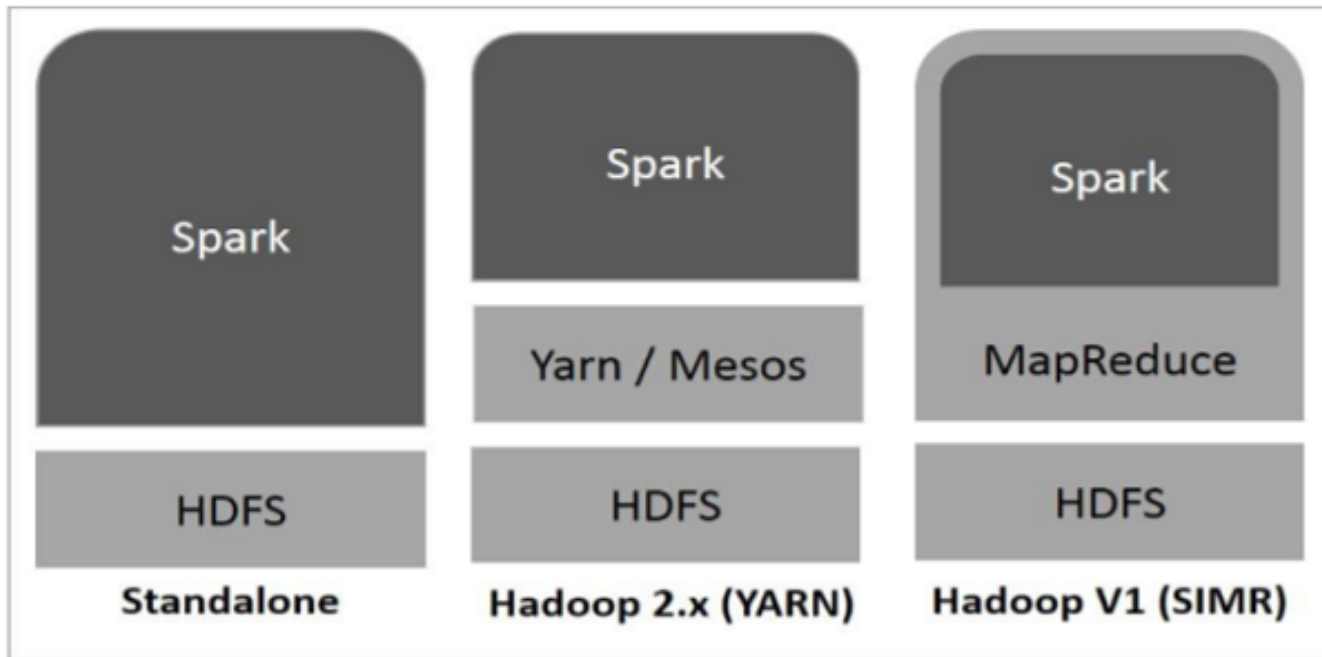 Spark
HDFS
Standalone
Spark
Yarn / Mesos
HDFS
Hadoop 2.x (YARN)
Spark
MapReduce
HDFS
Hadoop V1 (SIMR)